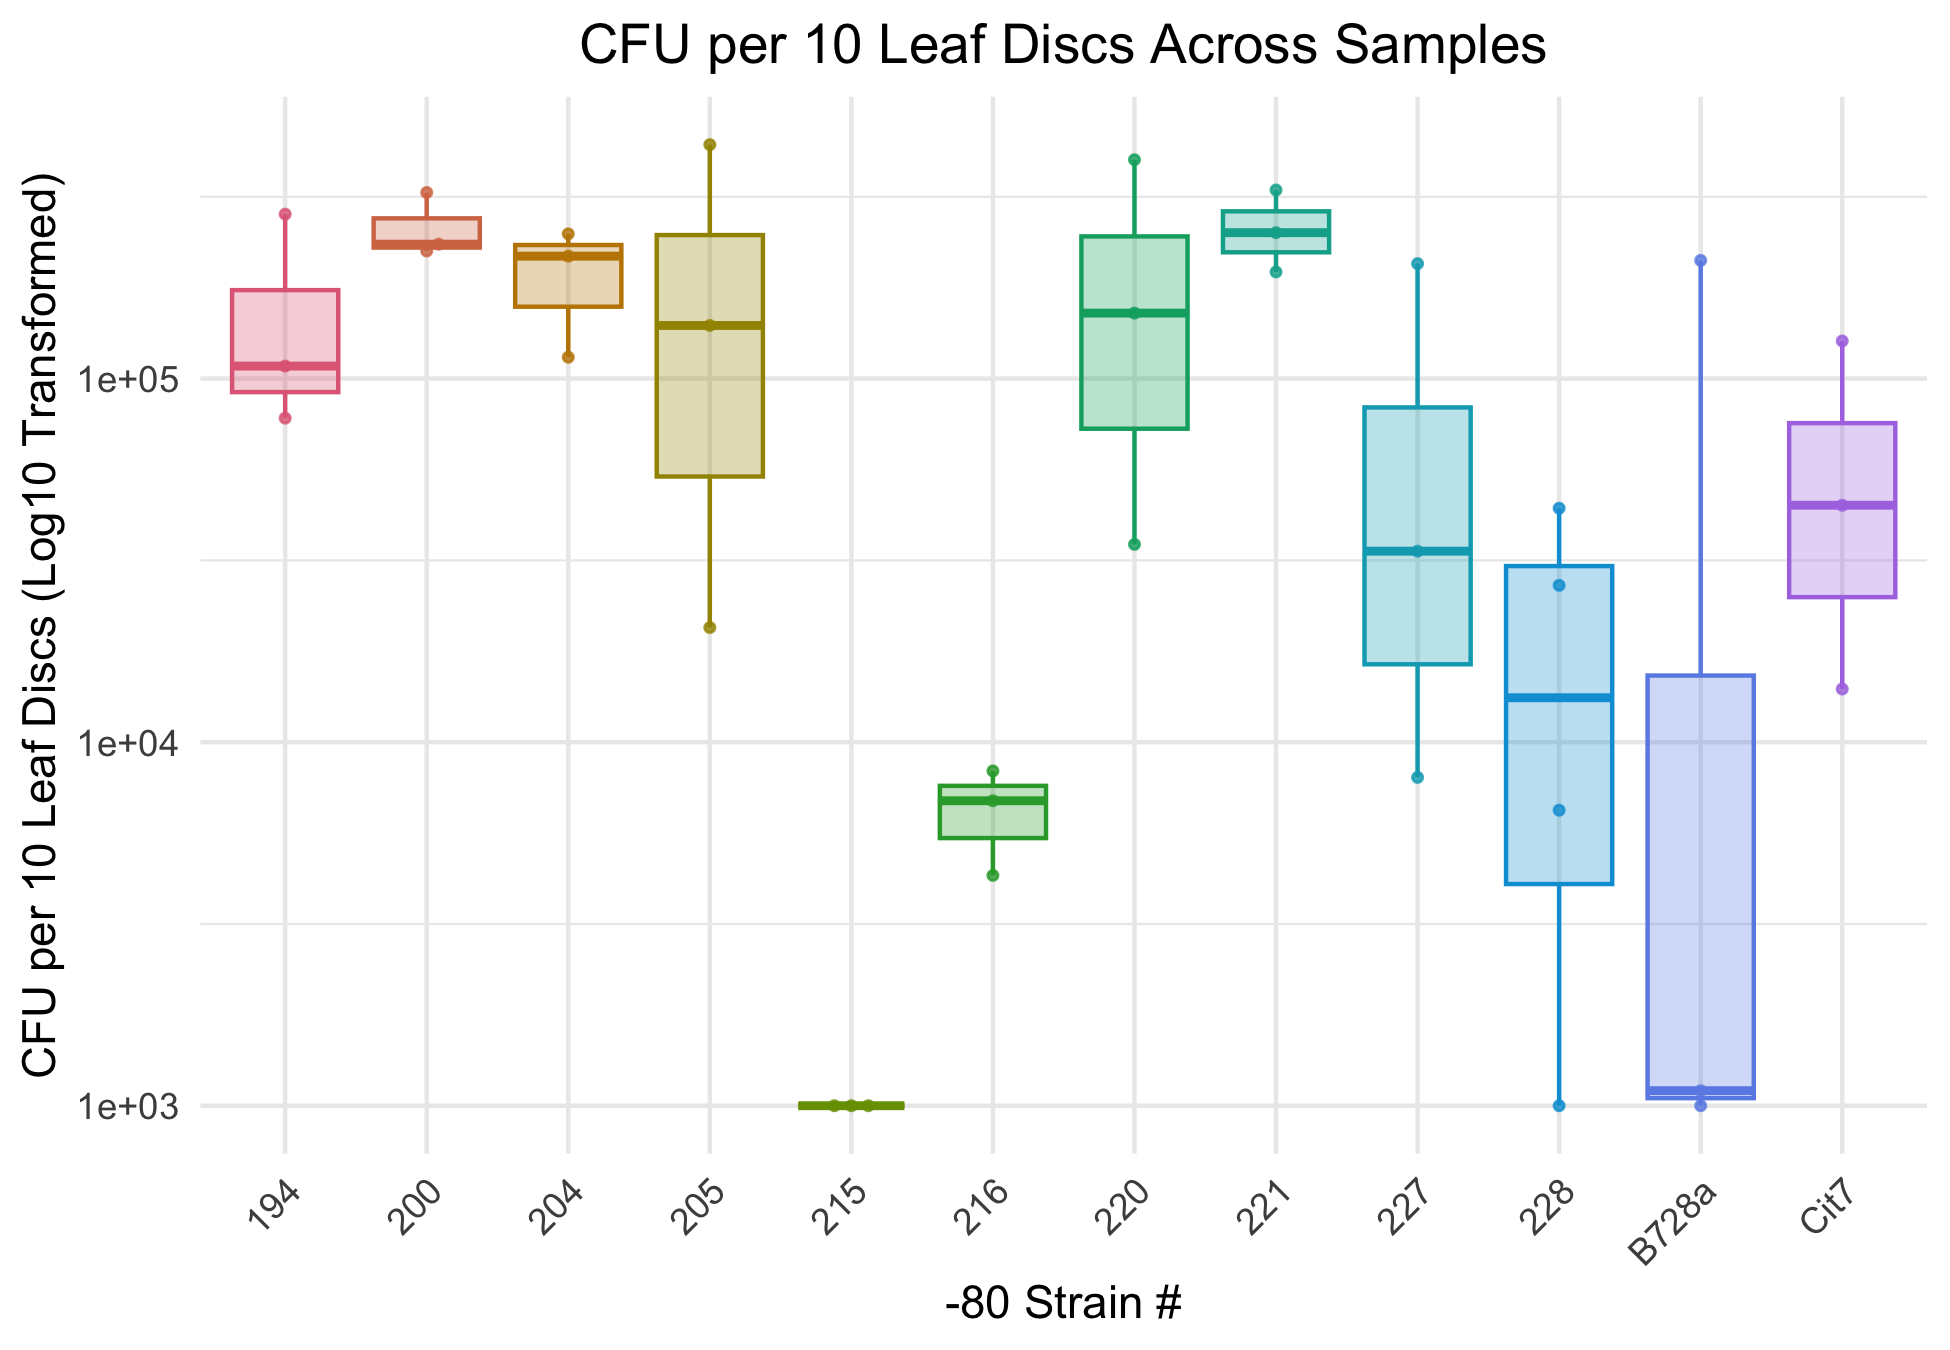 CFU per 10 Leaf Discs Across Samples
CFU per 10 Leaf Discs (Log10 Transformed)
1e+05
1e+04
1e+03
194
200
204
205
215
216
220
221
227
228
B728a
Cit7
-80 Strain #